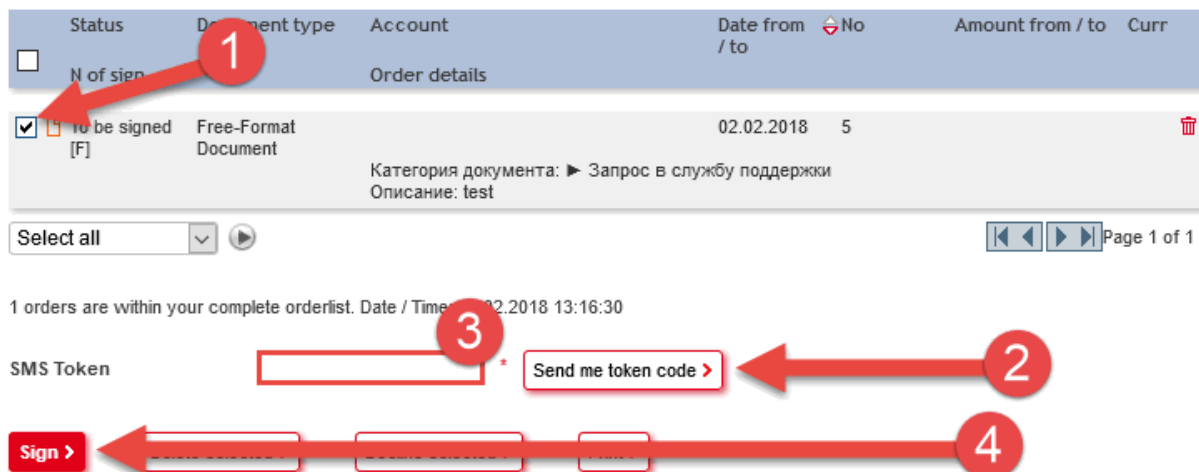 Status Document type Account Date from / to No Amount from / to Curr
N of sign Order details
1
To be signed [F] Free-Format Document 02.02.2018 5
Категория документа: ► Запрос в службу поддержки
Описание: test
Select all Page 1 of 1
1 orders are within your complete orderlist. Date / Time: 02.2018 13:16:30
3
SMS Token * Send me token code >
2
Sign >
4